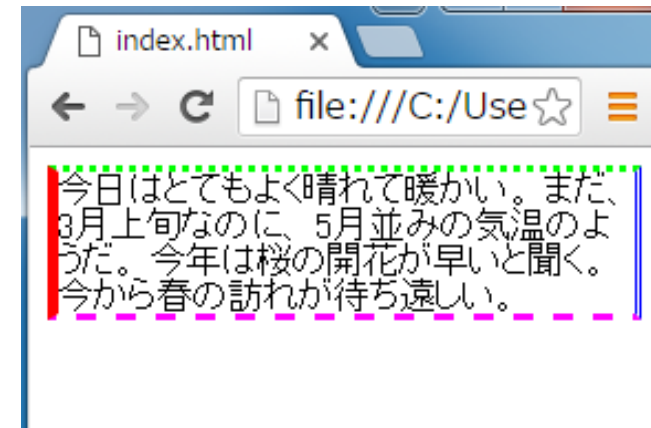 index.html
file:///C:/Use
今日はとてもよく晴れて暖かい。まだ、
3月上旬なのに、5月並みの気温のよ
うだ。今年は桜の開花が早いと聞く。
今から春の訪れが待ち遠しい。